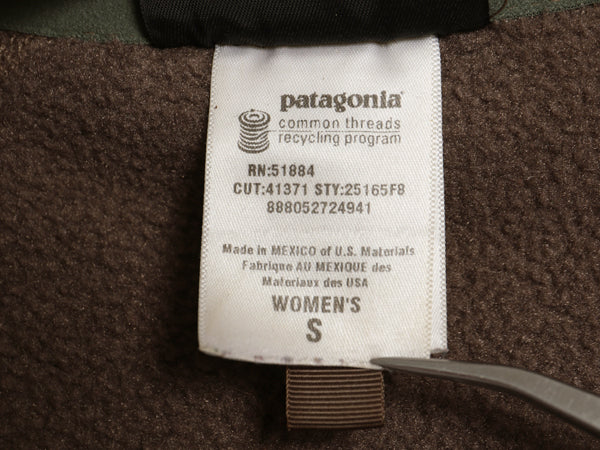 patagonia
common threads
recycling program
RN:51884
CUT:41371 STY:25165F8
888052724941
Made in MEXICO of U.S. Materials
Fabrique AU MEXIQUE des
Materiaux des USA
WOMEN'S
S